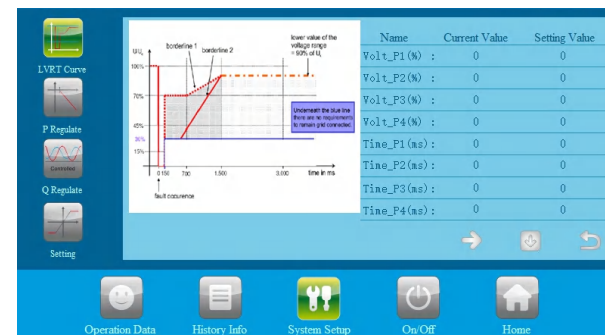 LVRT Curve
P Regulate
Controlled
Q Regulate
Setting
U/U
borderline 1
borderline 2
lower value of the
voltage range
= 90% of U
100%
70%
45%
30%
15%
Underneath the blue line
there are no requirements
to remain grid connected.
0 150 700 1,500 3,000 time in ms
fault occurence
Name Current Value Setting Value
Volt_P1(%) : 0 0
Volt_P2(%) : 0 0
Volt_P3(%) : 0 0
Volt_P4(%) : 0 0
Time_P1(ms) : 0 0
Time_P2(ms) : 0 0
Time_P3(ms) : 0 0
Time_P4(ms) : 0 0
Operation Data History Info System Setup On/Off Home